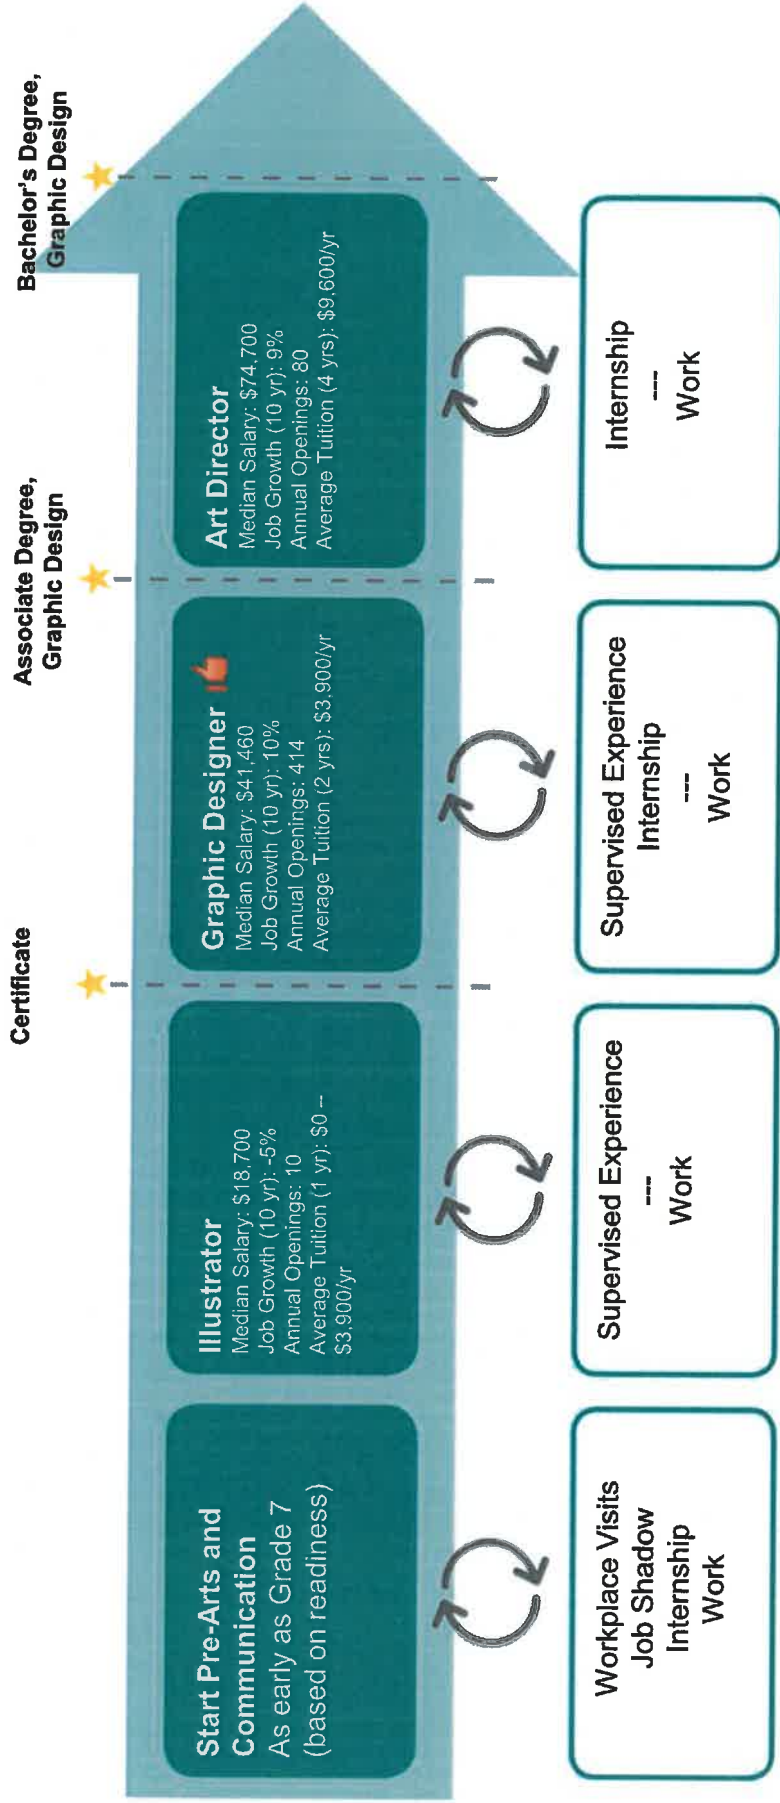 Certificate
Associate Degree,
Graphic Design
Bachelor's Degree,
Graphic Design
Start Pre-Arts and
Communication
As early as Grade 7
(based on readiness)
Illustrator
Median Salary: $18,700
Job Growth (10 yr): -5%
Annual Openings: 10
Average Tuition (1 yr): $0 --
$3,900/yr
Graphic Designer
Median Salary: $41,460
Job Growth (10 yr): 10%
Annual Openings: 414
Average Tuition (2 yrs): $3,900/yr
Art Director
Median Salary: $74,700
Job Growth (10 yr): 9%
Annual Openings: 80
Average Tuition (4 yrs): $9,600/yr
Workplace Visits
Job Shadow
Internship
Work
Supervised Experience
---
Work
Supervised Experience
Internship
---
Work
Internship
---
Work